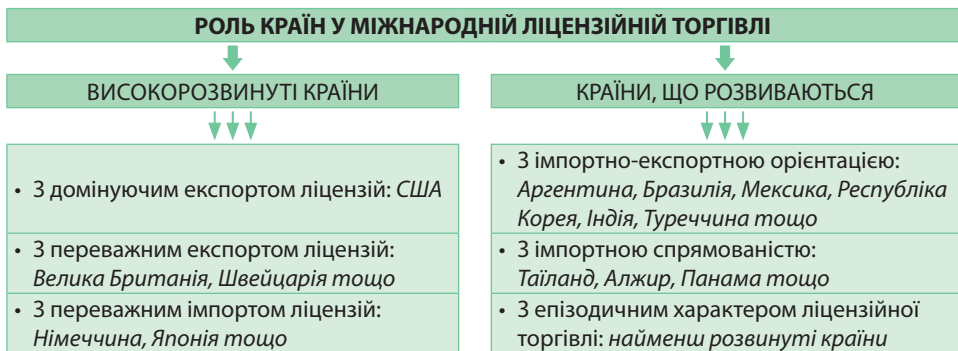 РОЛЬ КРАЇН У МІЖНАРОДНІЙ ЛІЦЕНЗІЙНІЙ ТОРГІВЛІ
ВИСОКОРОЗВИНУТІ КРАЇНИ
• З домінуючим експортом ліцензій: США
• З переважним експортом ліцензій:
Велика Британія, Швейцарія тощо
• З переважним імпортом ліцензій:
Німеччина, Японія тощо
КРАЇНИ, ЩО РОЗВИВАЮТЬСЯ
• З імпортно-експортною орієнтацією:
Аргентина, Бразилія, Мексика, Республіка
Корея, Індія, Туреччина тощо
• З імпортною спрямованістю:
Таїланд, Алжир, Панама тощо
• З епізодичним характером ліцензійної
торгівлі: найменш розвинуті країни